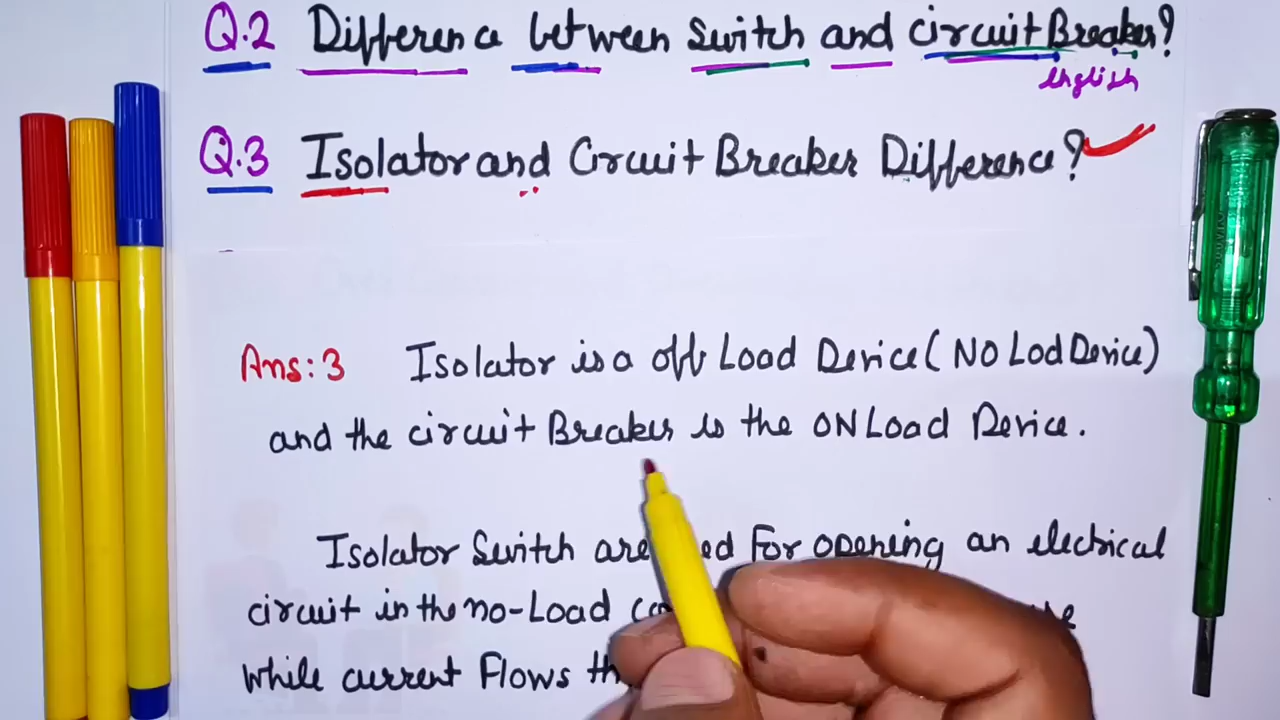 Q.2 Difference between Switch and Circuit Breaker?
English
Q.3 Isolator and Circuit Breaker Difference?
Ans:3 Isolator is a off Load Device (NO Lod Device)
and the circuit Breaker is the ON Load Device.
Isolator Switch are For opening an electrical
circuit in the no-Load
while current Flows